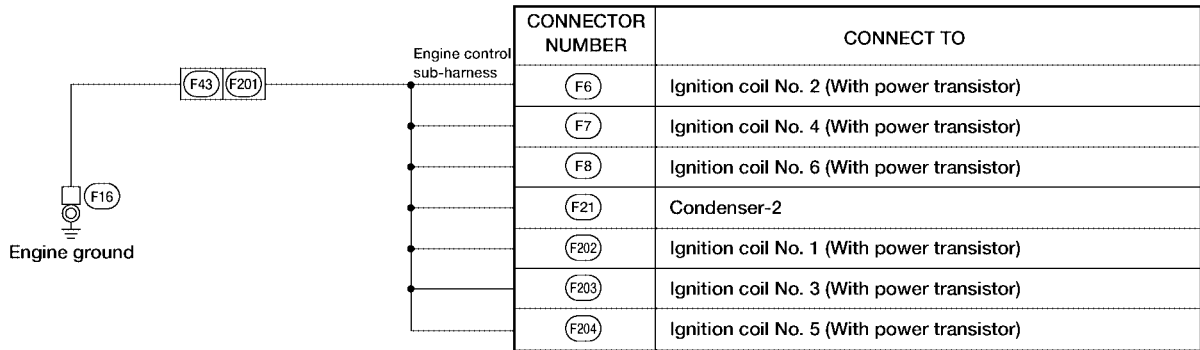 CONNECTOR NUMBER CONNECT TO
Engine control
sub-harness
F43 F201
F6 Ignition coil No. 2 (With power transistor)
F7 Ignition coil No. 4 (With power transistor)
F8 Ignition coil No. 6 (With power transistor)
F16
F21 Condenser-2
Engine ground
F202 Ignition coil No. 1 (With power transistor)
F203 Ignition coil No. 3 (With power transistor)
F204 Ignition coil No. 5 (With power transistor)